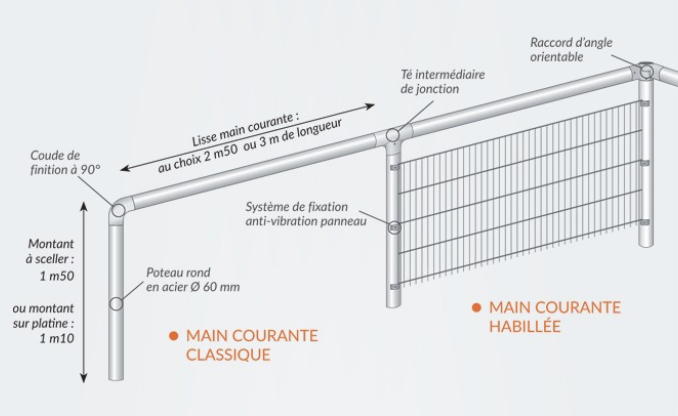 Raccord d'angle
orientable
Té intermédiaire
de jonction
Lisse main courante :
au choix 2 m50 ou 3 m de longueur
Coude de
finition à 90°
Système de fixation
anti-vibration panneau
Montant
à sceller :
1 m50
ou montant
sur platine :
1 m10
Poteau rond
en acier Ø 60 mm
MAIN COURANTE
CLASSIQUE
MAIN COURANTE
HABILLÉE